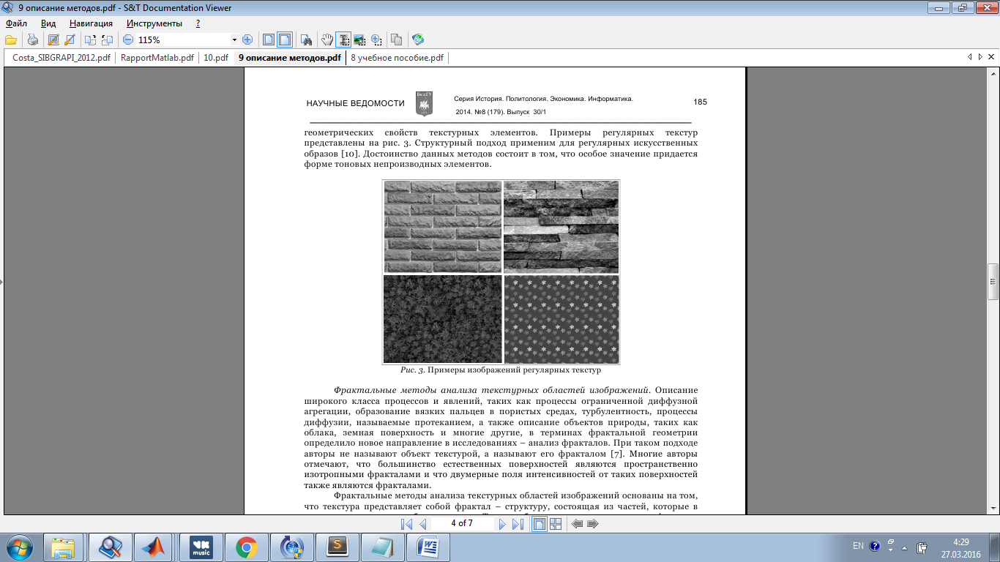 9 описание методов.pdf - S&T Documentation Viewer
Файл Вид Навигация Инструменты ?
115%
Costa_SIBGRAPI_2012.pdf RapportMatlab.pdf 10.pdf 9 описание методов.pdf 8 учебное пособие.pdf
НАУЧНЫЕ ВЕДОМОСТИ
БелГУ
Серия История. Политология. Экономика. Информатика.
2014. №8 (179). Выпуск 30/1
185
геометрических свойств текстурных элементов. Примеры регулярных текстур
представлены на рис. 3. Структурный подход применим для регулярных искусственных
образов [10]. Достоинство данных методов состоит в том, что особое значение придается
форме тоновых непроизводных элементов.
Рис. 3. Примеры изображений регулярных текстур
Фрактальные методы анализа текстурных областей изображений. Описание
широкого класса процессов и явлений, таких как процессы ограниченной диффузной
агрегации, образование вязких пальцев в пористых средах, турбулентность, процессы
диффузии, называемые протеканием, а также описание объектов природы, таких как
облака, земная поверхность и многие другие, в терминах фрактальной геометрии
определило новое направление в исследованиях – анализ фракталов. При таком подходе
авторы не называют объект текстурой, а называют его фракталом [7]. Многие авторы
отмечают, что большинство естественных поверхностей являются пространственно
изотропными фракталами и что двумерные поля интенсивностей от таких поверхностей
также являются фракталами.
Фрактальные методы анализа текстурных областей изображений основаны на том,
что текстура представляет собой фрактал – структуру, состоящая из частей, которые в
4 of 7
music
S
W
EN ?
4:29
27.03.2016